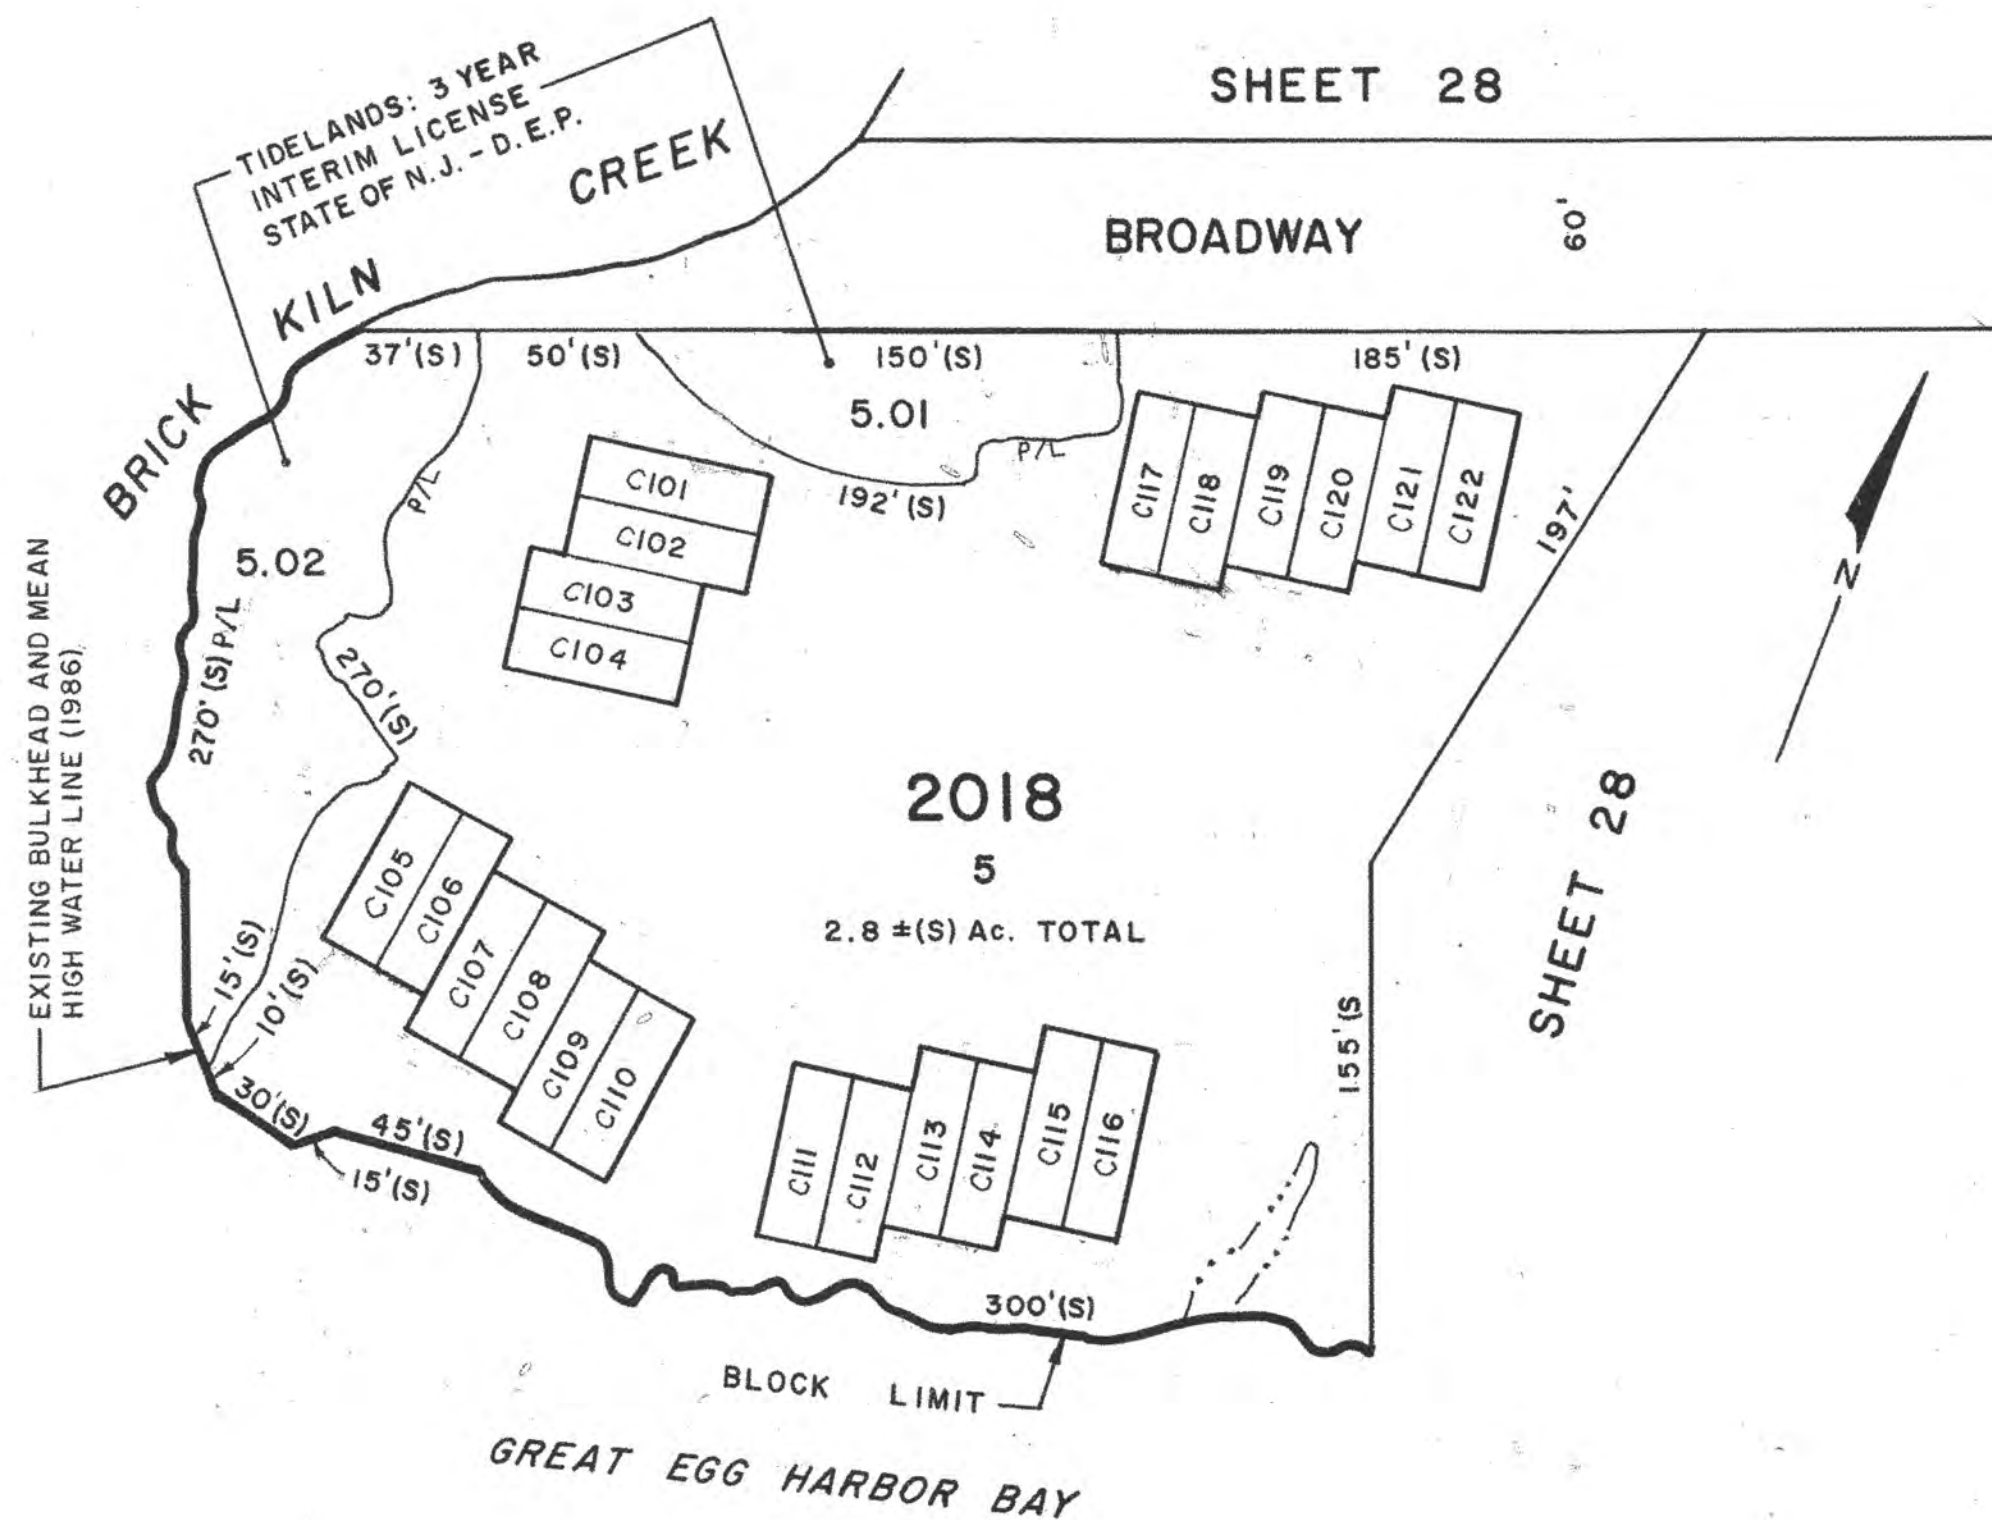 TIDELANDS: 3 YEAR
INTERIM LICENSE
STATE OF N.J. - D.E.P.
SHEET 28
BRICK KILN CREEK
BROADWAY
60'
37'(S)
50'(S)
150'(S)
185'(S)
5.01
P/L
192'(S)
P/L
5.02
270'(S) P/L
270'(S)
C101
C102
C103
C104
C117
C118
C119
C120
C121
C122
197'
N
EXISTING BULKHEAD AND MEAN
HIGH WATER LINE (1986)
2018
5
2.8 ±(S) Ac. TOTAL
SHEET 28
C105
C106
C107
C108
C109
C110
15'(S)
10'(S)
30'(S)
45'(S)
15'(S)
C111
C112
C113
C114
C115
C116
155'(S
300'(S)
BLOCK LIMIT
GREAT EGG HARBOR BAY